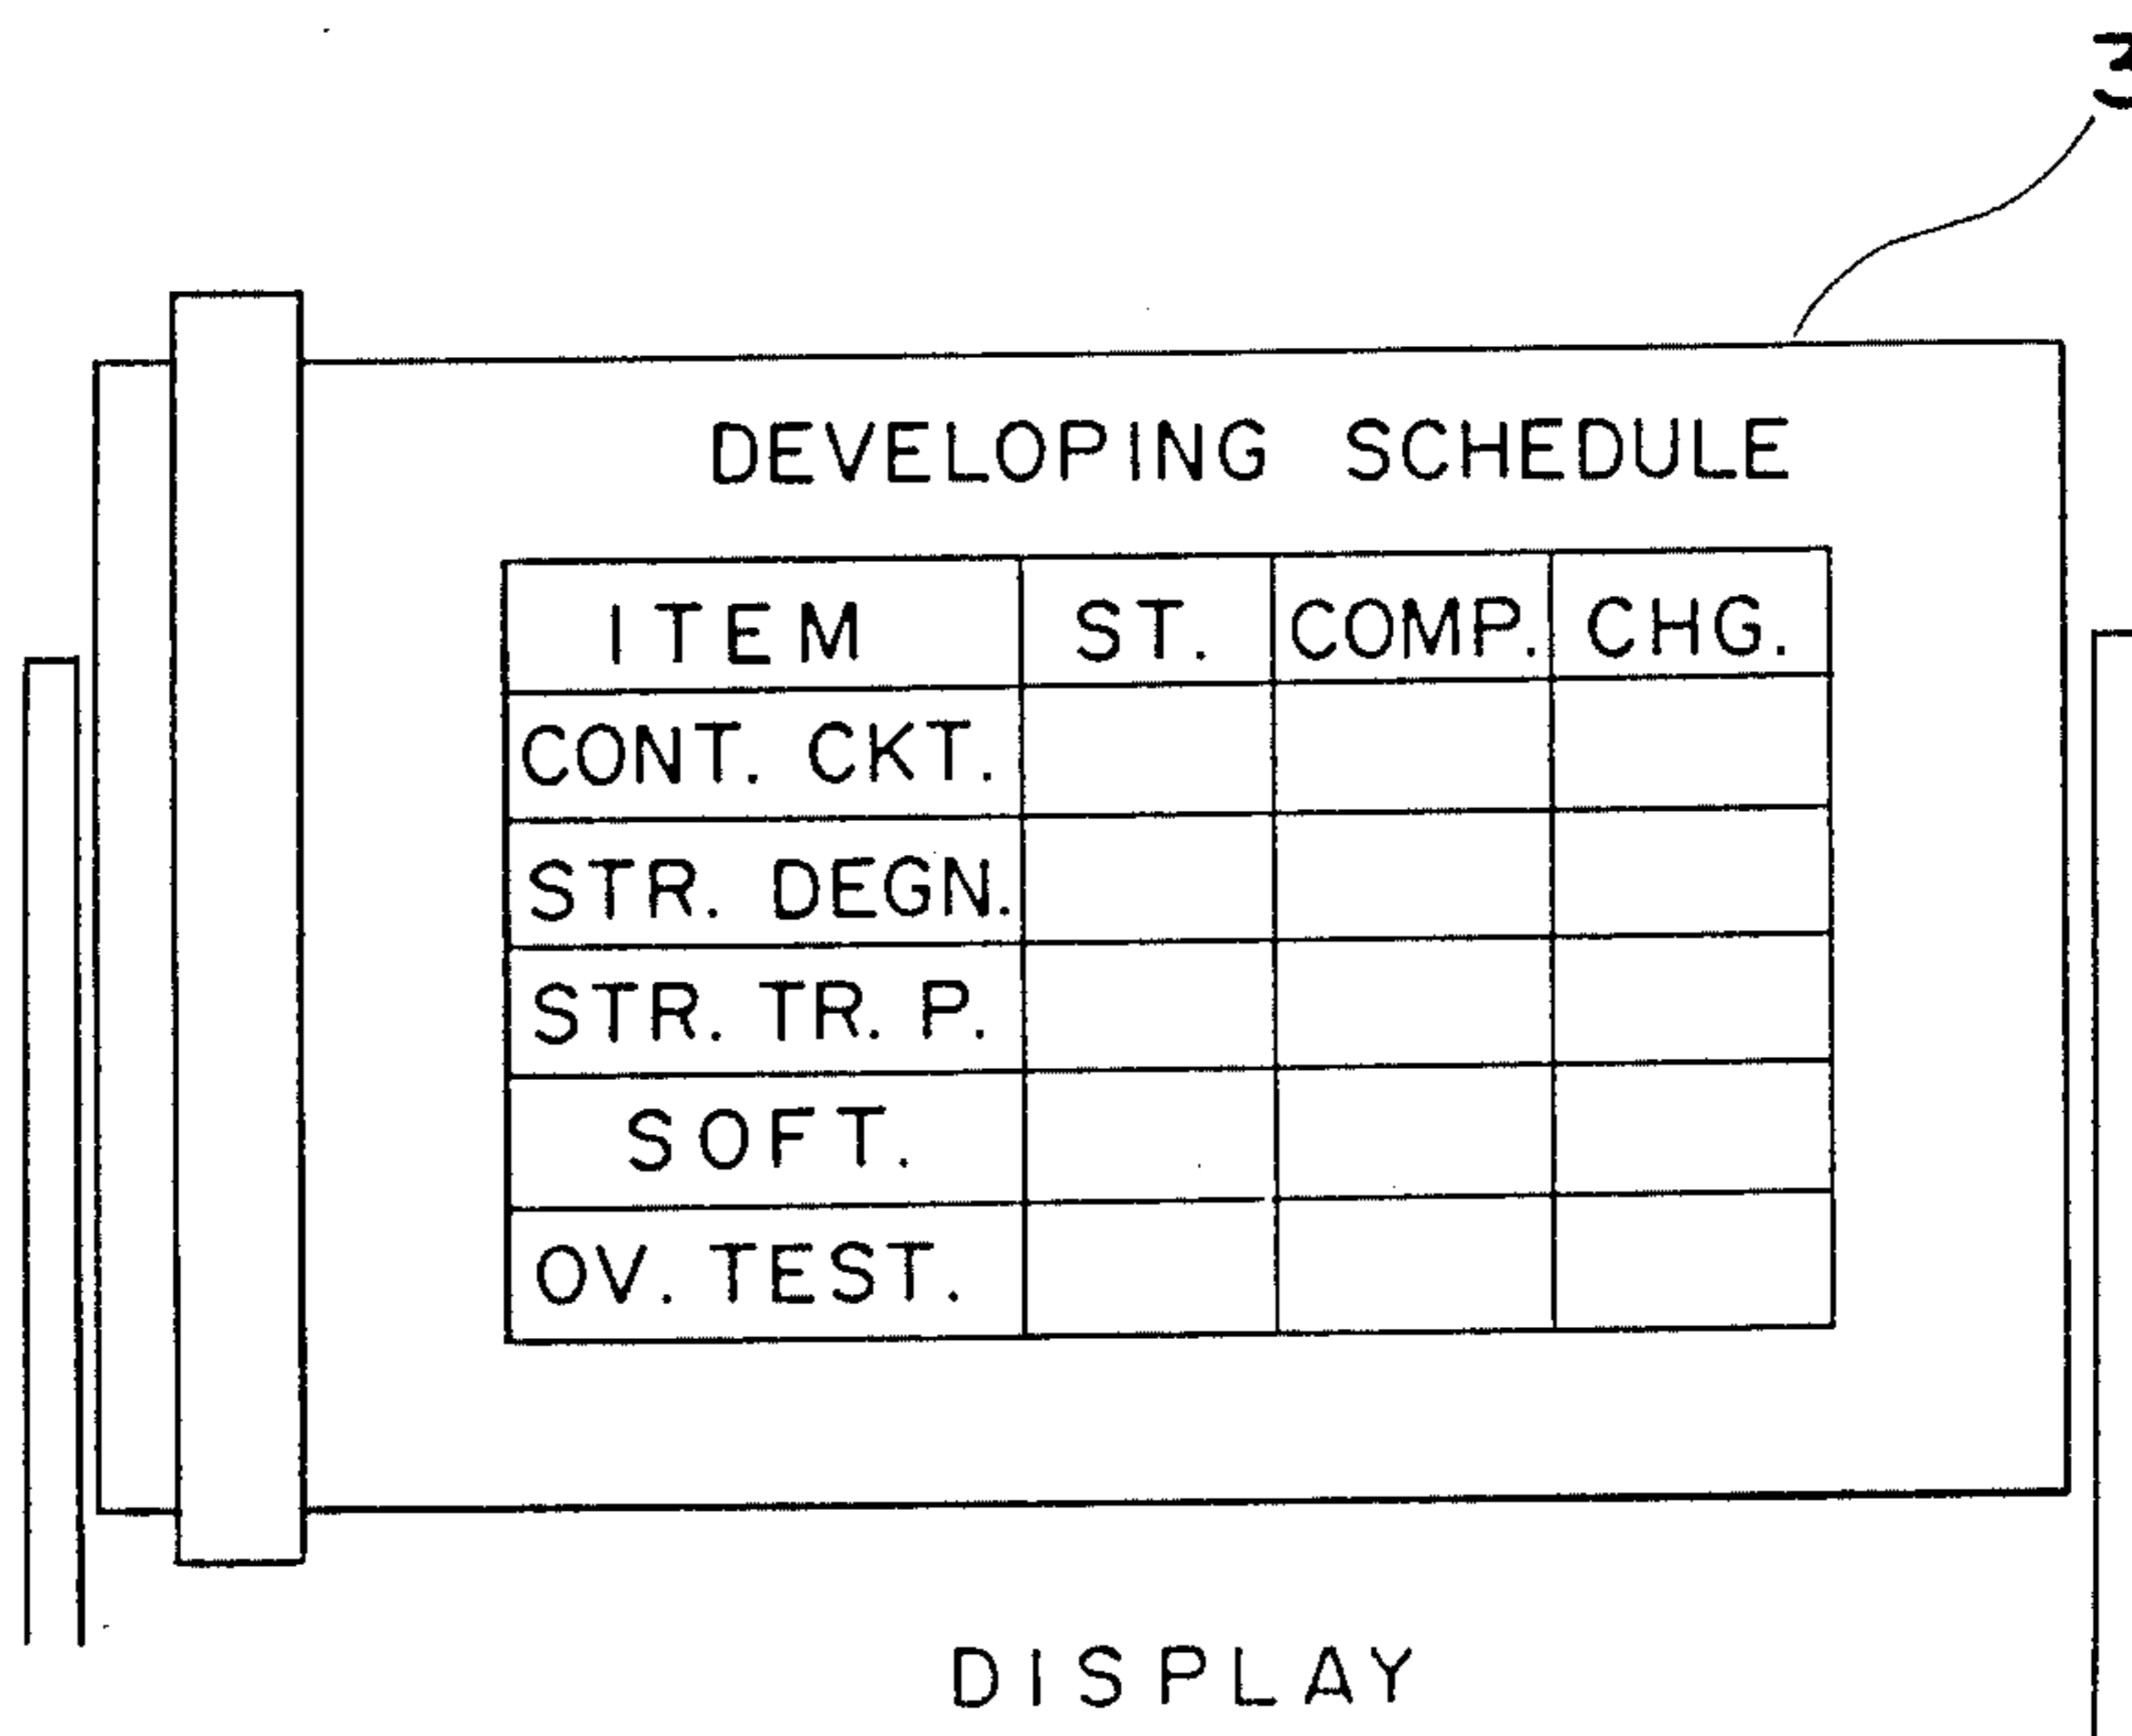 DEVELOPING SCHEDULE
ITEM ST. COMP. CHG.
CONT. CKT.
STR. DEGN.
STR. TR. P.
SOFT.
OV. TEST.
DISPLAY